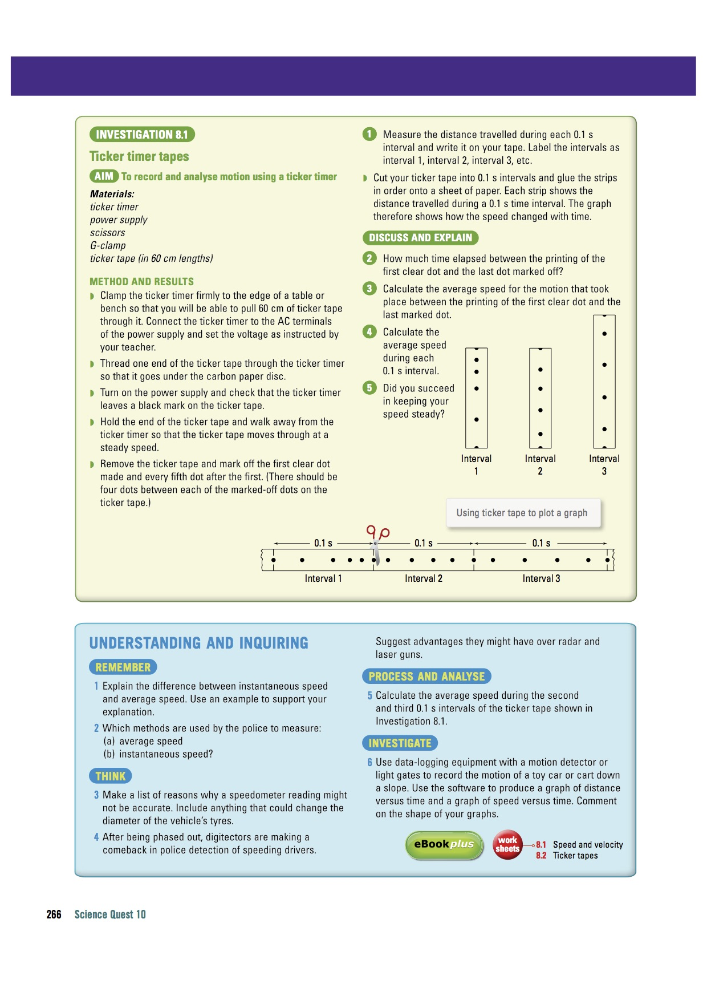 INVESTIGATION 8.1
Ticker timer tapes
AIM To record and analyse motion using a ticker timer
Materials:
ticker timer
power supply
scissors
G-clamp
ticker tape (in 60 cm lengths)
METHOD AND RESULTS
Clamp the ticker timer firmly to the edge of a table or
bench so that you will be able to pull 60 cm of ticker tape
through it. Connect the ticker timer to the AC terminals
of the power supply and set the voltage as instructed by
your teacher.
Thread one end of the ticker tape through the ticker timer
so that it goes under the carbon paper disc.
Turn on the power supply and check that the ticker timer
leaves a black mark on the ticker tape.
Hold the end of the ticker tape and walk away from the
ticker timer so that the ticker tape moves through at a
steady speed.
Remove the ticker tape and mark off the first clear dot
made and every fifth dot after the first. (There should be
four dots between each of the marked-off dots on the
ticker tape.)
1 Measure the distance travelled during each 0.1 s
interval and write it on your tape. Label the intervals as
interval 1, interval 2, interval 3, etc.
Cut your ticker tape into 0.1 s intervals and glue the strips
in order onto a sheet of paper. Each strip shows the
distance travelled during a 0.1 s time interval. The graph
therefore shows how the speed changed with time.
DISCUSS AND EXPLAIN
2 How much time elapsed between the printing of the
first clear dot and the last dot marked off?
3 Calculate the average speed for the motion that took
place between the printing of the first clear dot and the
last marked dot.
4 Calculate the
average speed
during each
0.1 s interval.
5 Did you succeed
in keeping your
speed steady?
Interval Interval Interval
1 2 3
Using ticker tape to plot a graph
0.1 s 0.1 s 0.1 s
Interval 1 Interval 2 Interval 3
UNDERSTANDING AND INQUIRING
REMEMBER
1 Explain the difference between instantaneous speed
and average speed. Use an example to support your
explanation.
2 Which methods are used by the police to measure:
(a) average speed
(b) instantaneous speed?
THINK
3 Make a list of reasons why a speedometer reading might
not be accurate. Include anything that could change the
diameter of the vehicle's tyres.
4 After being phased out, digitectors are making a
comeback in police detection of speeding drivers.
Suggest advantages they might have over radar and
laser guns.
PROCESS AND ANALYSE
5 Calculate the average speed during the second
and third 0.1 s intervals of the ticker tape shown in
Investigation 8.1.
INVESTIGATE
6 Use data-logging equipment with a motion detector or
light gates to record the motion of a toy car or cart down
a slope. Use the software to produce a graph of distance
versus time and a graph of speed versus time. Comment
on the shape of your graphs.
eBookplus
work
sheets
8.1 Speed and velocity
8.2 Ticker tapes
266 Science Quest 10